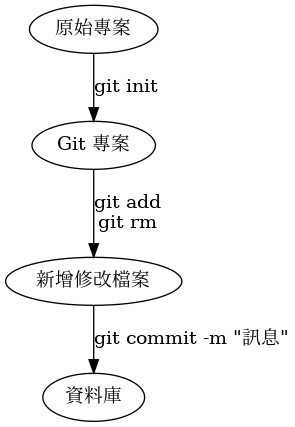 原始專案
git init
Git 專案
git add
git rm
新增修改檔案
git commit -m "訊息"
資料庫